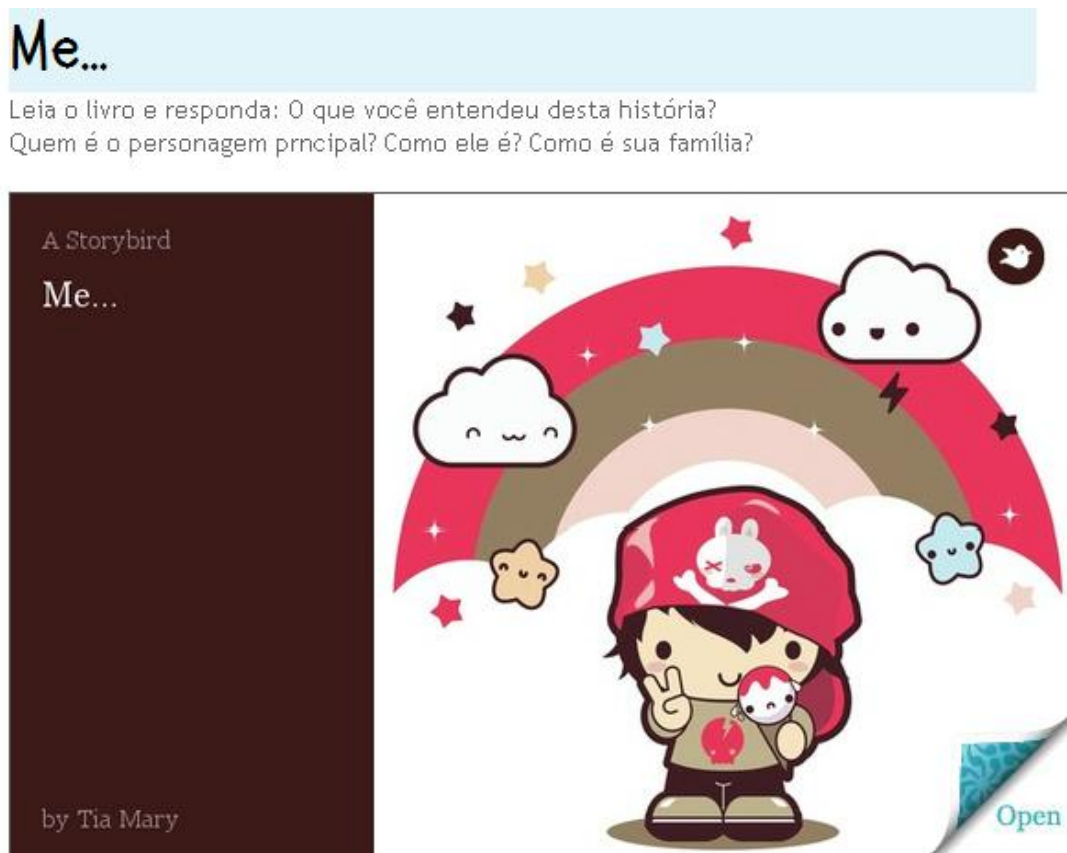 Me...
Leia o livro e responda: O que você entendeu desta história?
Quem é o personagem prncipal? Como ele é? Como é sua família?
A Storybird
Me...
by Tia Mary
Open